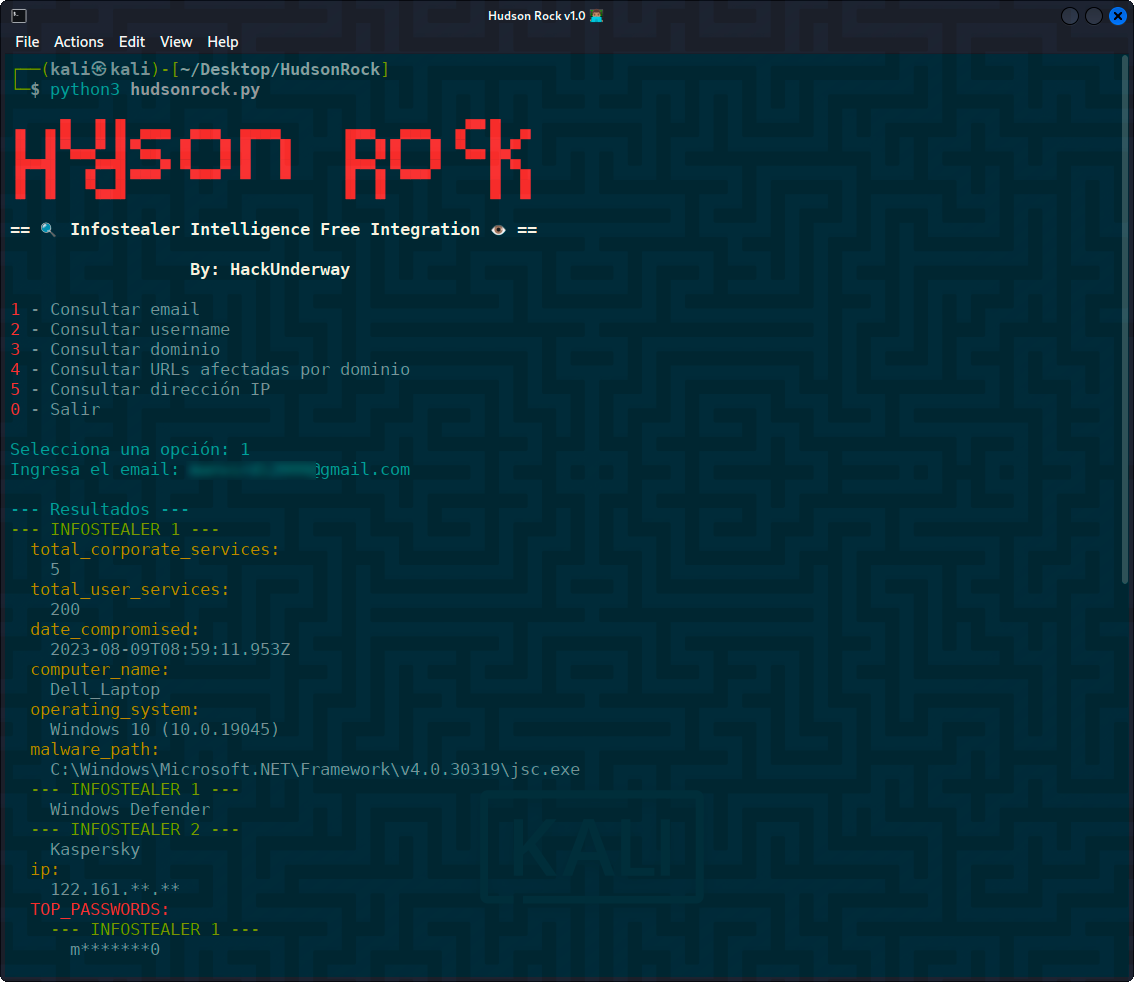 Hudson Rock v1.0
File Actions Edit View Help
┌──(kali㉿kali)-[~/Desktop/HudsonRock]
└─$ python3 hudsonrock.py
Hudson Rock
== 🔍 Infostealer Intelligence Free Integration 👁 ==
By: HackUnderway
1 - Consultar email
2 - Consultar username
3 - Consultar dominio
4 - Consultar URLs afectadas por dominio
5 - Consultar dirección IP
0 - Salir
Selecciona una opción: 1
Ingresa el email: @gmail.com
--- Resultados ---
--- INFOSTEALER 1 ---
total_corporate_services:
5
total_user_services:
200
date_compromised:
2023-08-09T08:59:11.953Z
computer_name:
Dell_Laptop
operating_system:
Windows 10 (10.0.19045)
malware_path:
C:\Windows\Microsoft.NET\Framework\v4.0.30319\jsc.exe
--- INFOSTEALER 1 ---
Windows Defender
--- INFOSTEALER 2 ---
Kaspersky
ip:
122.161.**.**
TOP_PASSWORDS:
--- INFOSTEALER 1 ---
m*******0
KALI